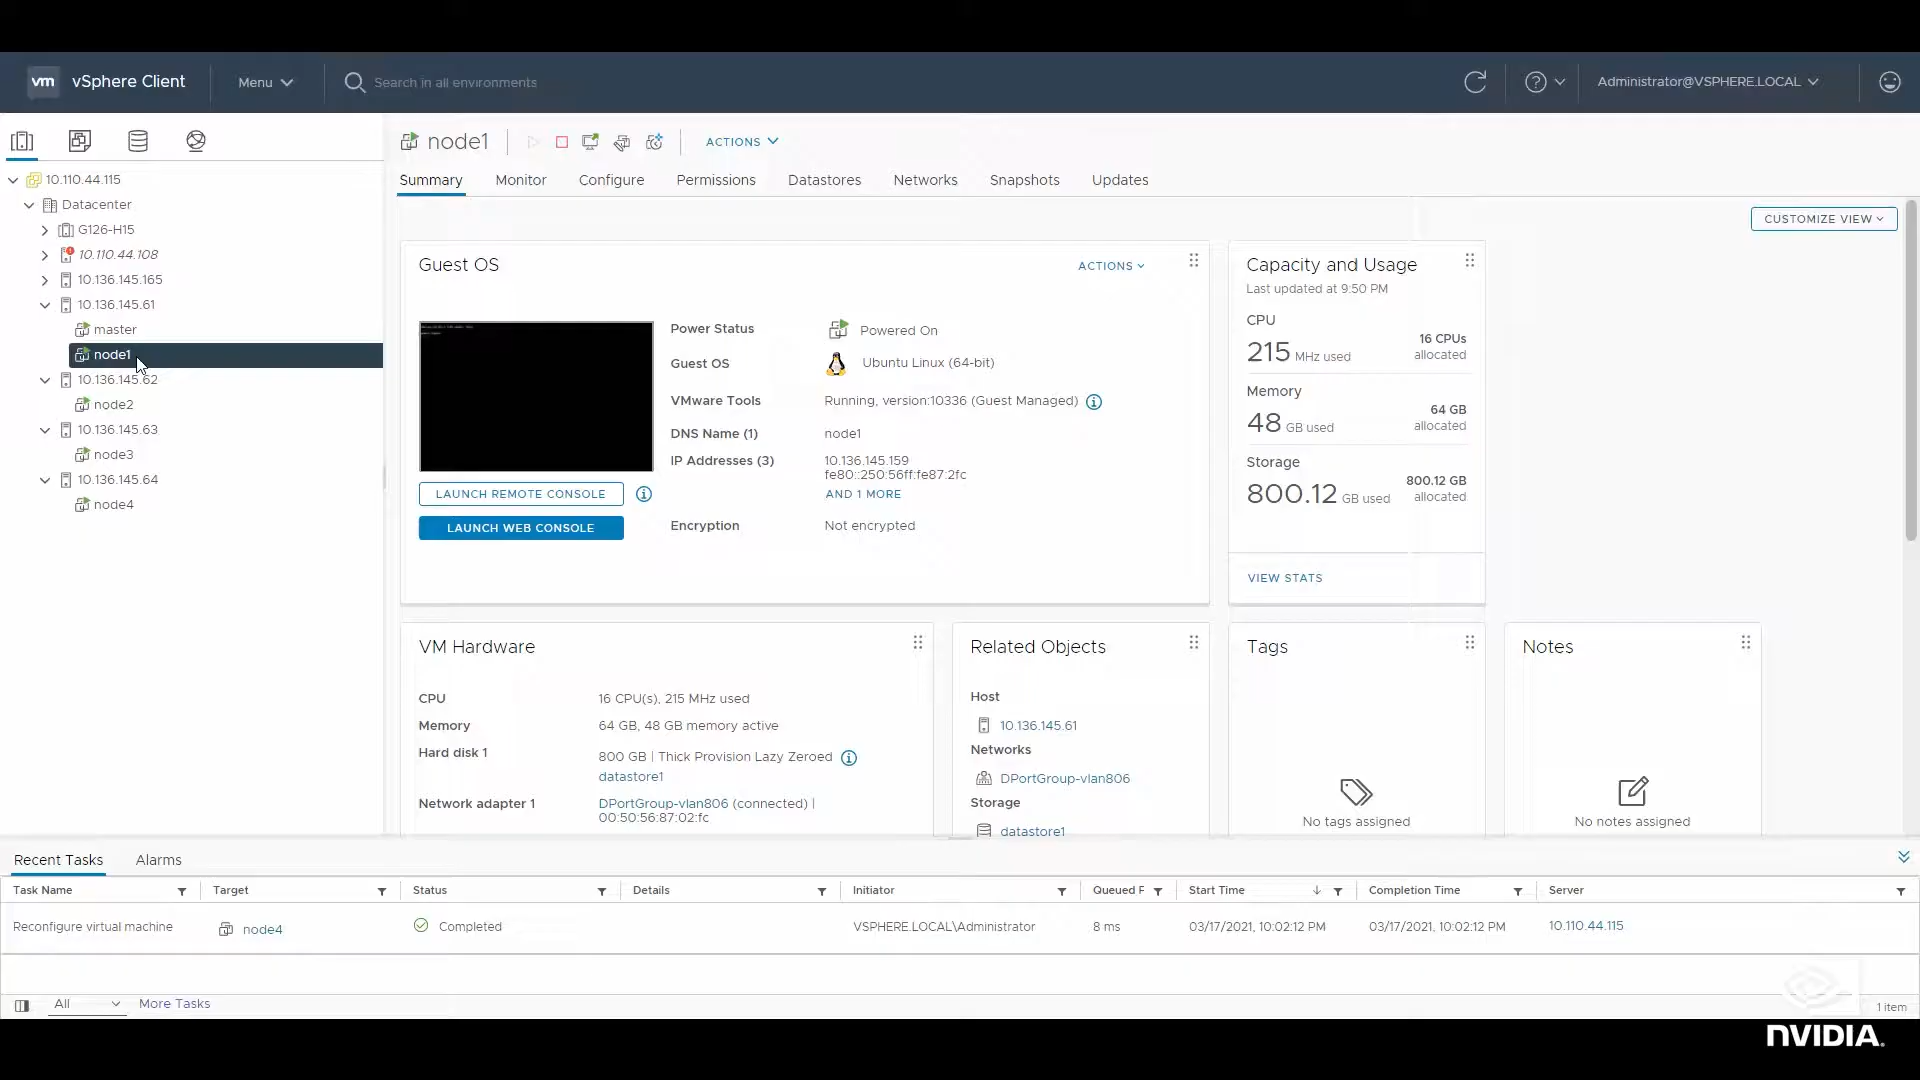 vm vSphere Client Menu Search in all environments Administrator@VSPHERE.LOCAL
node1 ACTIONS
Summary Monitor Configure Permissions Datastores Networks Snapshots Updates
10.110.44.115
Datacenter
G126-H15
10.110.44.108
10.136.145.165
10.136.145.61
master
node1
10.136.145.62
node2
10.136.145.63
node3
10.136.145.64
node4
CUSTOMIZE VIEW
Guest OS
ACTIONS
LAUNCH REMOTE CONSOLE
LAUNCH WEB CONSOLE
Power Status Powered On
Guest OS Ubuntu Linux (64-bit)
VMware Tools Running, version:10336 (Guest Managed)
DNS Name (1) node1
IP Addresses (3) 10.136.145.159
fe80::250:56ff:fe87:2fc
AND 1 MORE
Encryption Not encrypted
Capacity and Usage
Last updated at 9:50 PM
CPU
215 MHz used
16 CPUs
allocated
Memory
48 GB used
64 GB
allocated
Storage
800.12 GB used
800.12 GB
allocated
VIEW STATS
VM Hardware
CPU 16 CPU(s), 215 MHz used
Memory 64 GB, 48 GB memory active
Hard disk 1 800 GB | Thick Provision Lazy Zeroed
datastore1
Network adapter 1 DPortGroup-vlan806 (connected) |
00:50:56:87:02:fc
Related Objects
Host
10.136.145.61
Networks
DPortGroup-vlan806
Storage
datastore1
Tags
No tags assigned
Notes
No notes assigned
Recent Tasks Alarms
Task Name Target Status Details Initiator Queued F Start Time Completion Time Server
Reconfigure virtual machine node4 Completed VSPHERE.LOCAL\Administrator 8 ms 03/17/2021, 10:02:12 PM 03/17/2021, 10:02:12 PM 10.110.44.115
All More Tasks
1 item
NVIDIA.